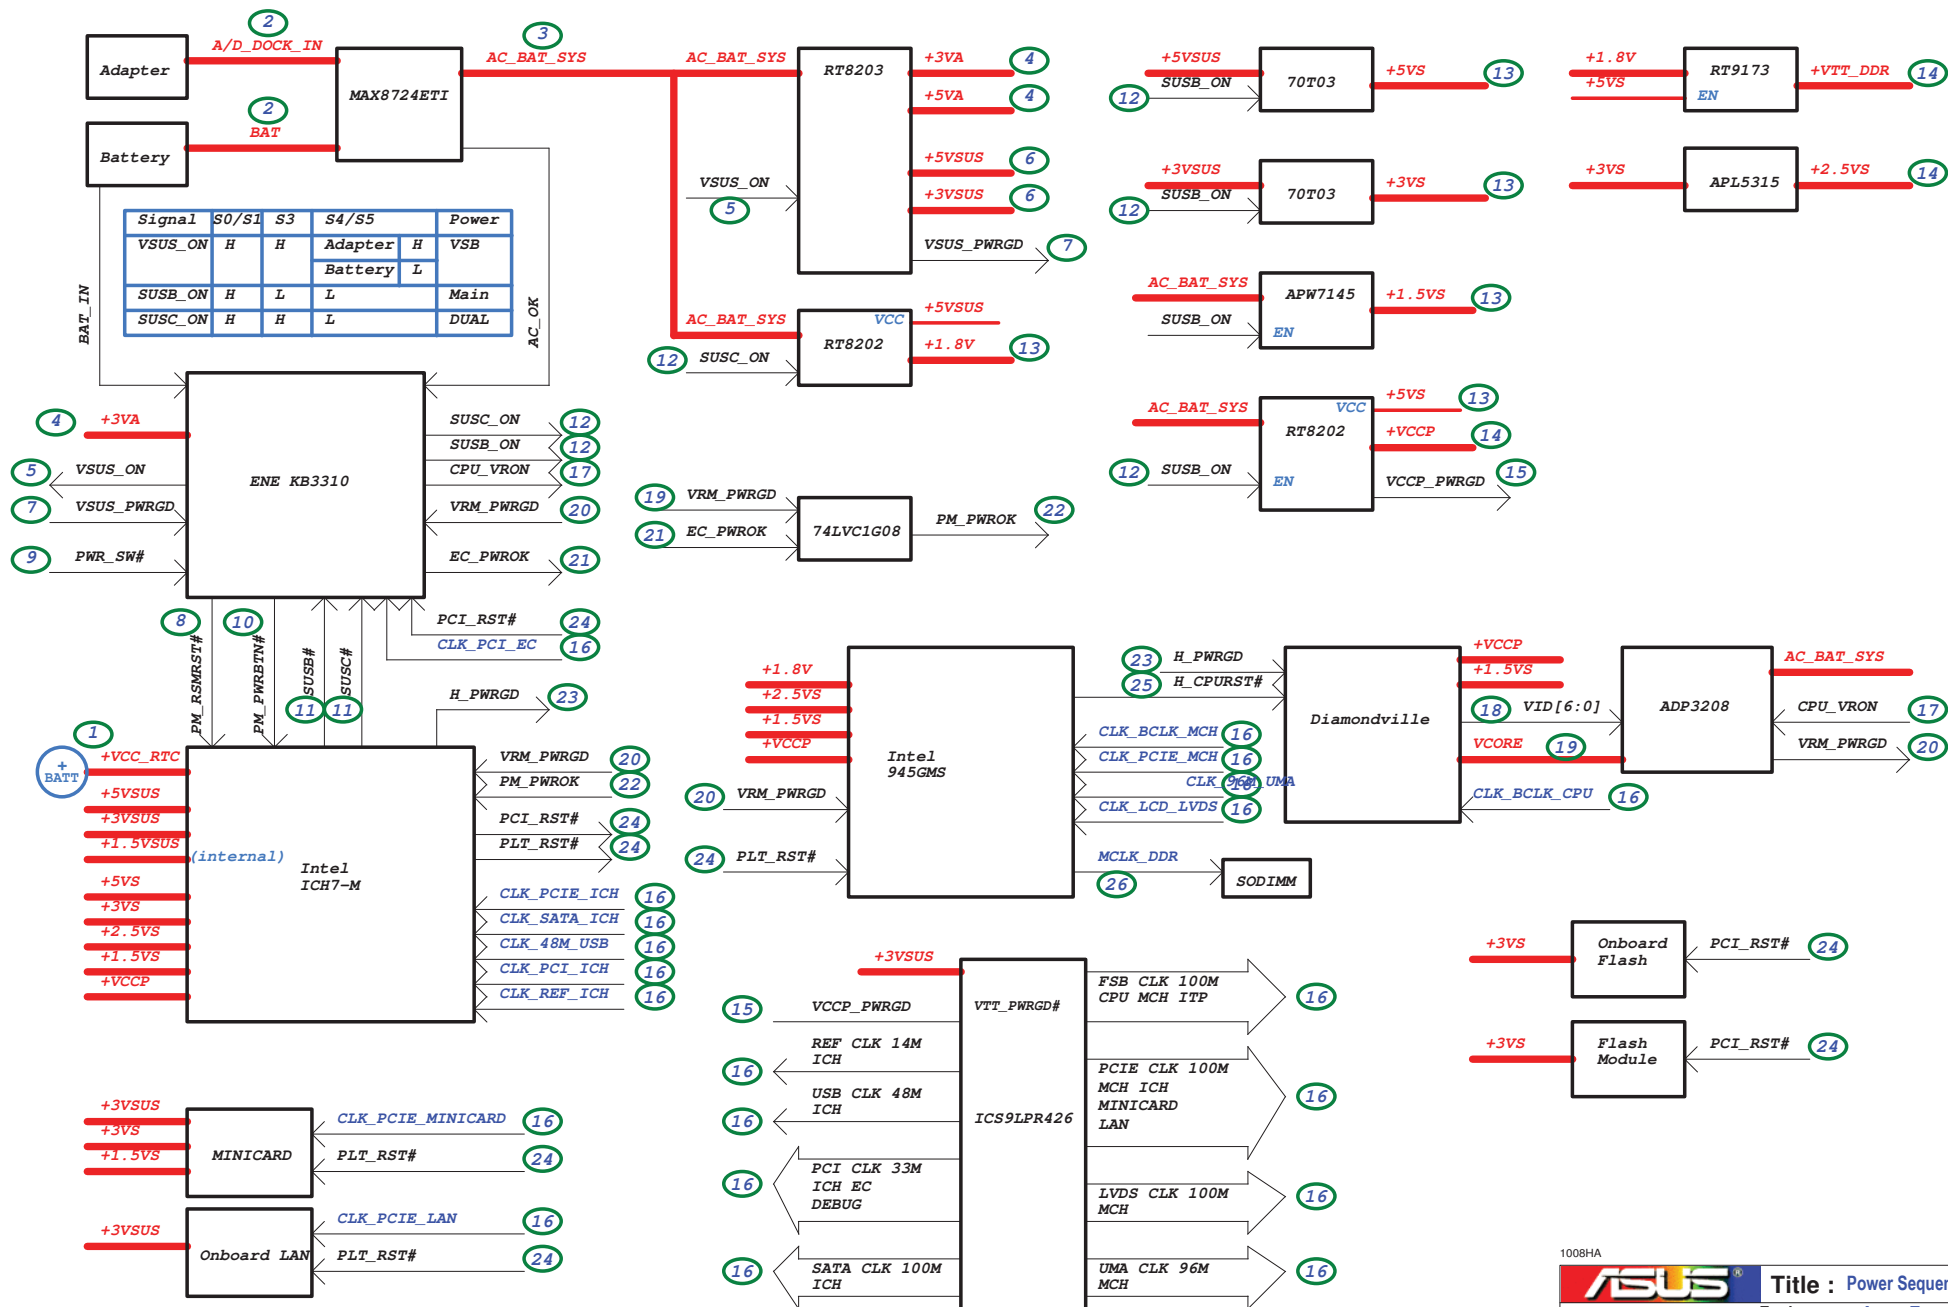 2
A/D_DOCK_IN
Adapter
2
BAT
Battery
MAX8724ETI
3
AC_BAT_SYS
AC_BAT_SYS
RT8203
+3VA 4
+5VA 4
+5VSUS 6
+3VSUS 6
VSUS_ON
5
VSUS_PWRGD 7
AC_BAT_SYS
VCC
RT8202
+5VSUS
+1.8V 13
12 SUSC_ON
+5VSUS
SUSB_ON
12
70T03
+5VS 13
+3VSUS
SUSB_ON
12
70T03
+3VS 13
AC_BAT_SYS
SUSB_ON
APW7145
EN
+1.5VS 13
AC_BAT_SYS
12 SUSB_ON
VCC
RT8202
EN
+5VS 13
+VCCP 14
VCCP_PWRGD 15
+1.8V
+5VS
RT9173
EN
+VTT_DDR 14
+3VS
APL5315
+2.5VS 14
Signal S0/S1 S3 S4/S5 Power
VSUS_ON H H Adapter H VSB
Battery L
SUSB_ON H L L Main
SUSC_ON H H L DUAL
BAT_IN
AC_OK
4 +3VA
5 VSUS_ON
7 VSUS_PWRGD
9 PWR_SW#
ENE KB3310
SUSC_ON 12
SUSB_ON 12
CPU_VRON 17
VRM_PWRGD 20
EC_PWROK 21
PCI_RST# 24
CLK_PCI_EC 16
8 PM_RSMRST#
10 PM_PWRBTN#
11 SUSB#
11 SUSC#
H_PWRGD 23
19 VRM_PWRGD
21 EC_PWROK
74LVC1G08
PM_PWROK 22
1
+
BATT
+VCC_RTC
+5VSUS
+3VSUS
+1.5VSUS
(internal)
+5VS
+3VS
+2.5VS
+1.5VS
+VCCP
Intel
ICH7-M
VRM_PWRGD 20
PM_PWROK 22
PCI_RST# 24
PLT_RST# 24
CLK_PCIE_ICH 16
CLK_SATA_ICH 16
CLK_48M_USB 16
CLK_PCI_ICH 16
CLK_REF_ICH 16
+1.8V
+2.5VS
+1.5VS
+VCCP
20 VRM_PWRGD
24 PLT_RST#
Intel
945GMS
23 H_PWRGD
25 H_CPURST#
CLK_BCLK_MCH 16
CLK_PCIE_MCH 16
CLK_96M_UMA 16
CLK_LCD_LVDS 16
MCLK_DDR
26
SODIMM
Diamondville
+VCCP
+1.5VS
18 VID[6:0]
VCORE 19
CLK_BCLK_CPU 16
ADP3208
AC_BAT_SYS
CPU_VRON 17
VRM_PWRGD 20
+3VS
Onboard
Flash
PCI_RST# 24
+3VS
Flash
Module
PCI_RST# 24
+3VSUS
+3VS
+1.5VS
MINICARD
CLK_PCIE_MINICARD 16
PLT_RST# 24
+3VSUS
Onboard LAN
CLK_PCIE_LAN 16
PLT_RST# 24
+3VSUS
15 VCCP_PWRGD
VTT_PWRGD#
ICS9LPR426
REF CLK 14M
ICH
16
USB CLK 48M
ICH
16
PCI CLK 33M
ICH EC
DEBUG
16
SATA CLK 100M
ICH
16
FSB CLK 100M
CPU MCH ITP
16
PCIE CLK 100M
MCH ICH
MINICARD
LAN
16
LVDS CLK 100M
MCH
16
UMA CLK 96M
MCH
16
1008HA
ASUS ®
Title : Power Sequen